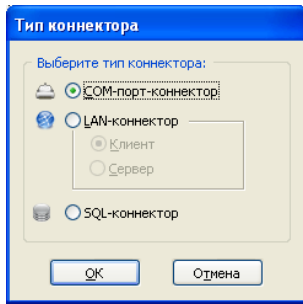 Тип коннектора
Выберите тип коннектора:
COM-порт-коннектор
LAN-коннектор
Клиент
Сервер
SQL-коннектор
OK
Отмена